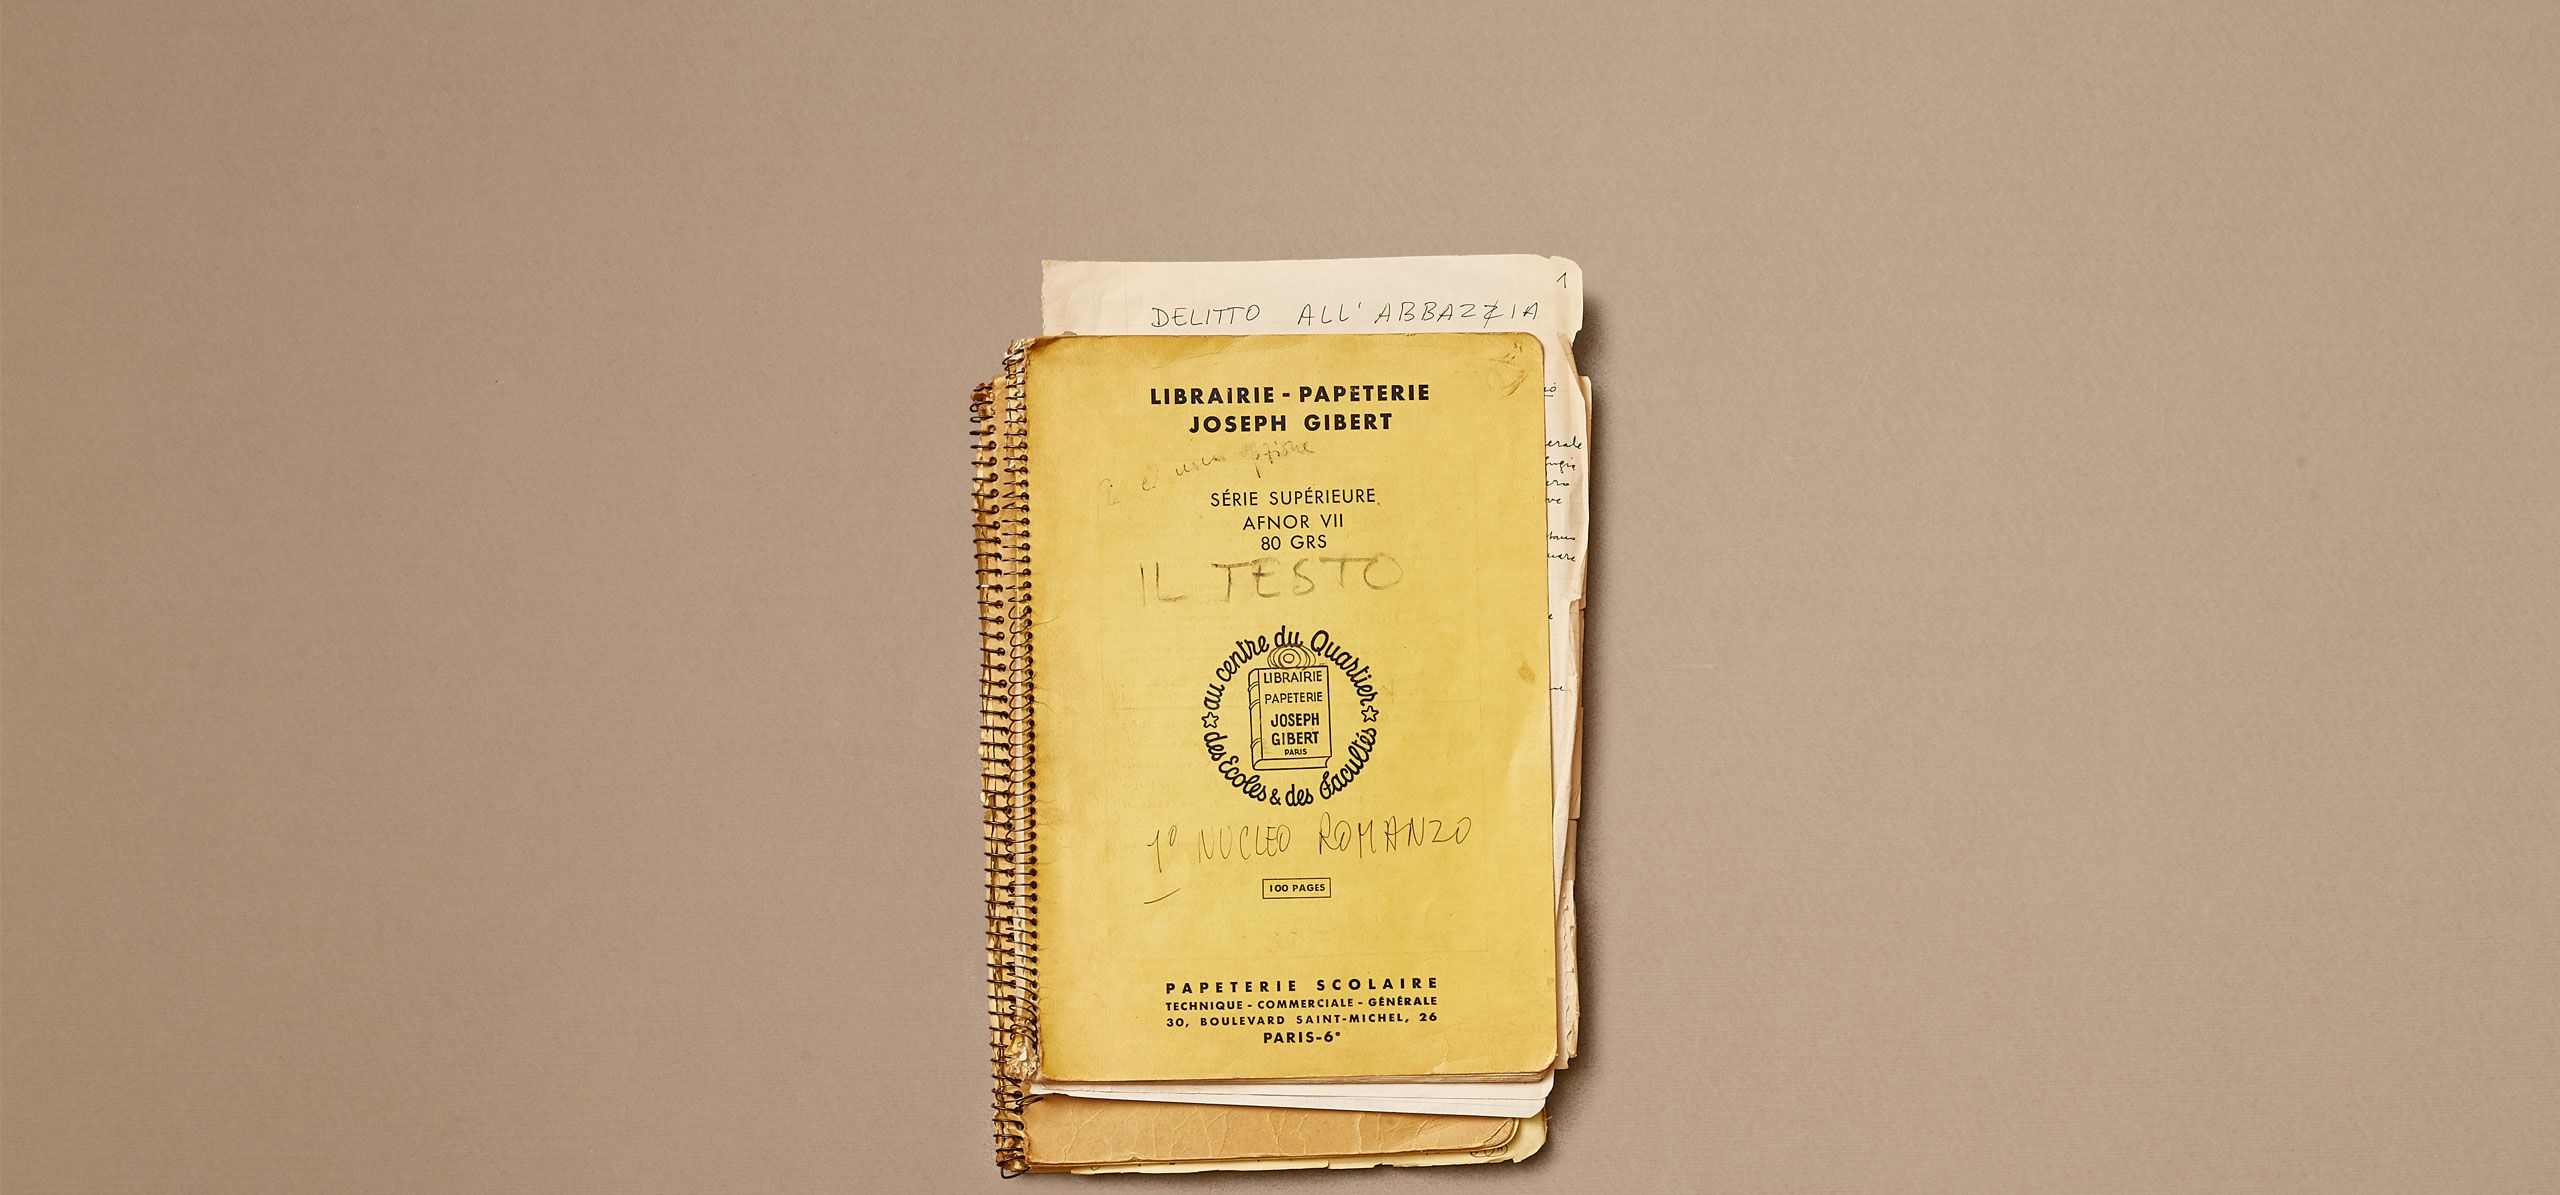 1
DELITTO ALL'ABBAZZIA
LIBRAIRIE - PAPETERIE
JOSEPH GIBERT
SÉRIE SUPÉRIEURE
AFNOR VII
80 GRS
IL TESTO
au centre du Quartier
des Ecoles & des Facultés
LIBRAIRIE
PAPETERIE
JOSEPH
GIBERT
PARIS
1º NUCLEO ROMANZO
100 PAGES
PAPETERIE SCOLAIRE
TECHNIQUE - COMMERCIALE - GÉNÉRALE
30, BOULEVARD SAINT-MICHEL, 26
PARIS-6e